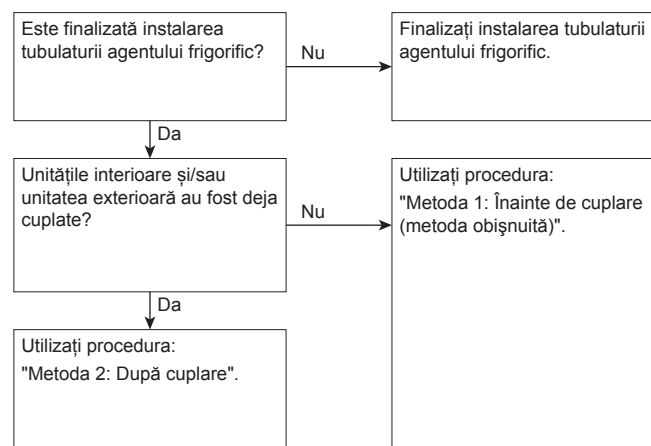 Este finalizată instalarea
tubulaturii agentului frigorific?
Nu
Finalizați instalarea tubulaturii
agentului frigorific.
Da
Unitățile interioare și/sau
unitatea exterioară au fost deja
cuplate?
Nu
Utilizați procedura:
"Metoda 1: Înainte de cuplare
(metoda obişnuită)".
Da
Utilizați procedura:
"Metoda 2: După cuplare".